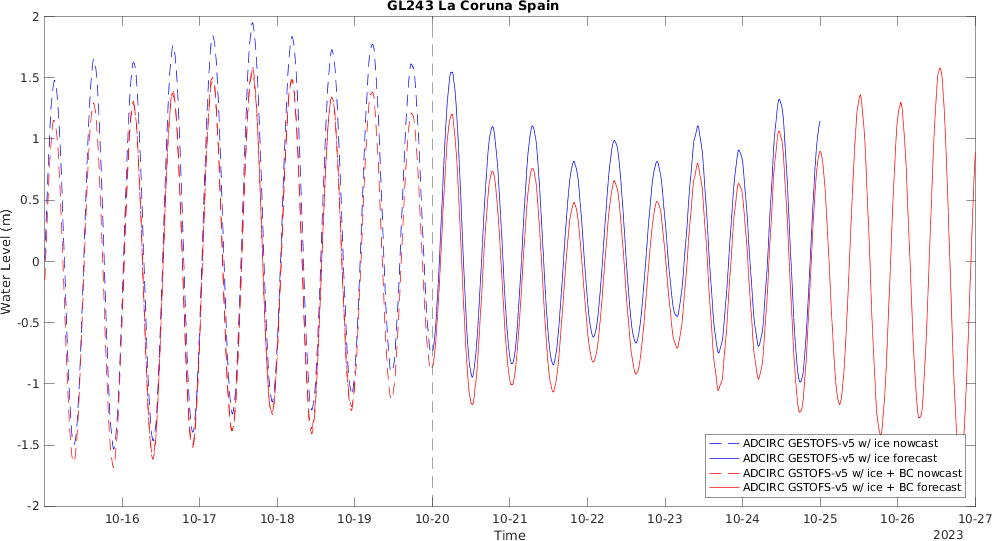 GL243 La Coruna Spain
2
1.5
1
0.5
0
-0.5
-1
-1.5
-2
Water Level (m)
ADCIRC GESTOFS-v5 w/ ice nowcast
ADCIRC GESTOFS-v5 w/ ice forecast
ADCIRC GSTOFS-v5 w/ ice + BC nowcast
ADCIRC GSTOFS-v5 w/ ice + BC forecast
10-16 10-17 10-18 10-19 10-20 10-21 10-22 10-23 10-24 10-25 10-26 10-27
Time
2023